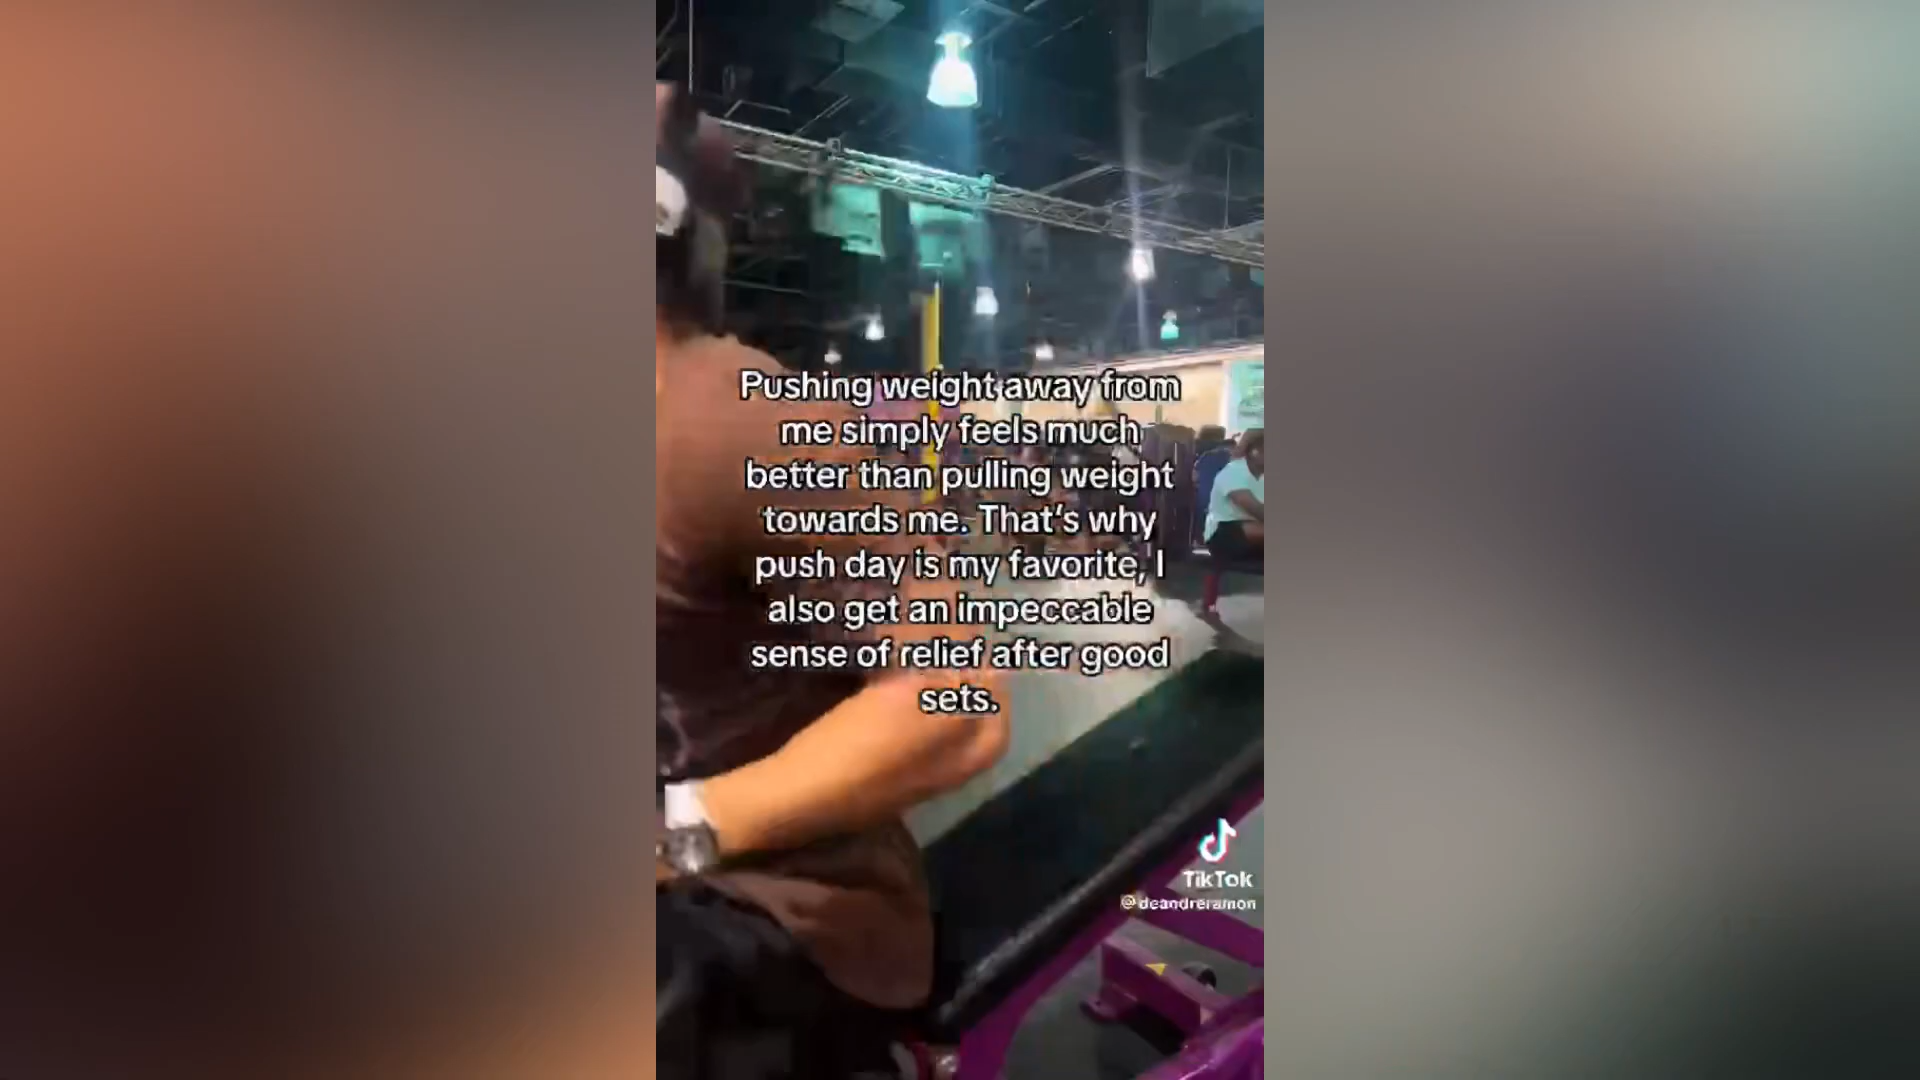 Pushing weight away from
me simply feels much
better than pulling weight
towards me. That's why
push day is my favorite, I
also get an impeccable
sense of relief after good
sets.
TikTok
@deandreramon